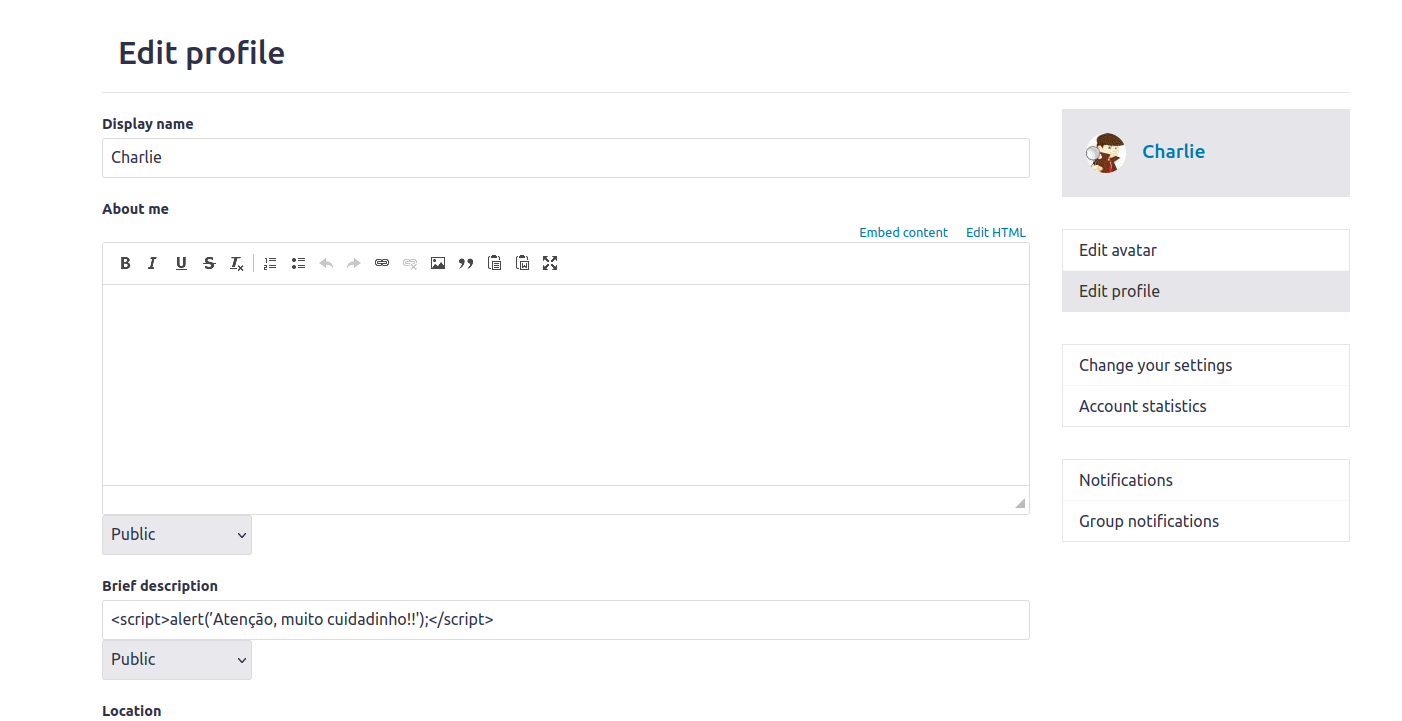 Edit profile
Display name
Charlie
About me
Embed content Edit HTML
B I U S Tx
Public
Brief description
<script>alert('Atenção, muito cuidadinho!!');</script>
Public
Location
Charlie
Edit avatar
Edit profile
Change your settings
Account statistics
Notifications
Group notifications